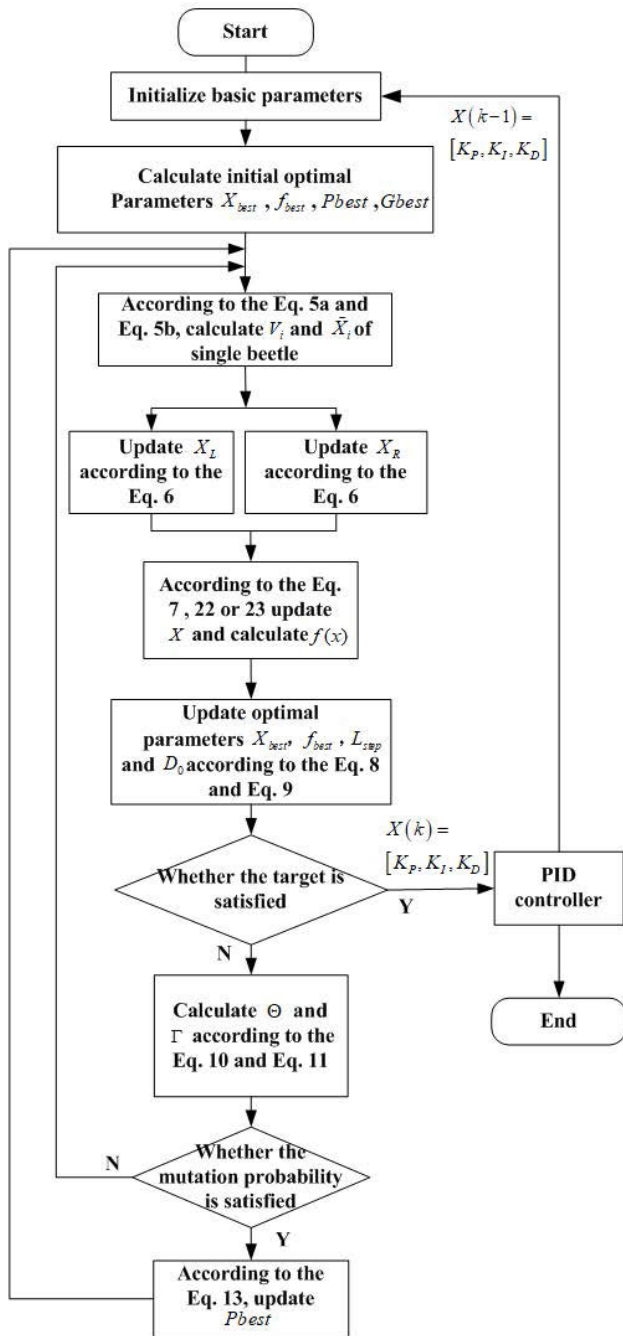 Start
Initialize basic parameters
X(k−1)=
[K_P, K_I, K_D]
Calculate initial optimal
Parameters X_best , f_best , Pbest ,Gbest
According to the Eq. 5a and
Eq. 5b, calculate V_i and X̄_i of
single beetle
Update X_L
according to the
Eq. 6
Update X_R
according to the
Eq. 6
According to the Eq.
7 , 22 or 23 update
X and calculate f(x)
Update optimal
parameters X_best, f_best , L_step
and D_0 according to the Eq. 8
and Eq. 9
X(k)=
[K_P, K_I, K_D]
Whether the target is
satisfied
Y
PID
controller
N
End
Calculate Θ and
Γ according to the
Eq. 10 and Eq. 11
Whether the
mutation probability
is satisfied
N
Y
According to the
Eq. 13, update
Pbest